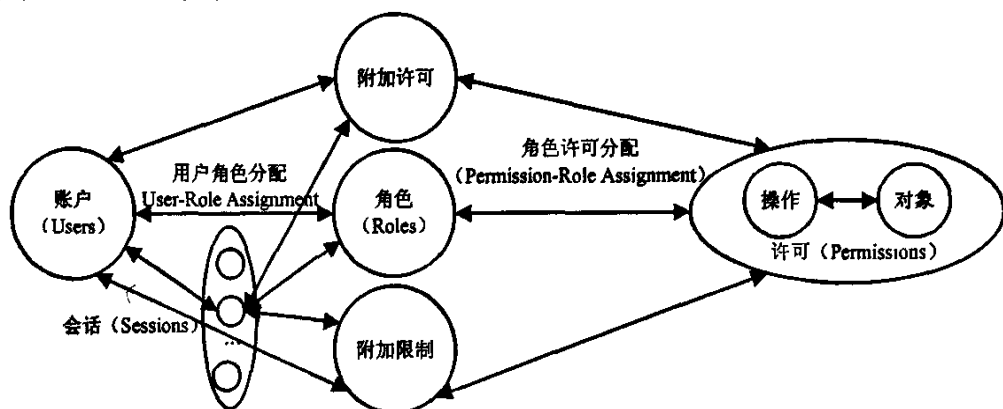 附加许可
用户角色分配
User-Role Assignment
角色许可分配
(Permission-Role Assignment)
账户
(Users)
角色
(Roles)
操作
对象
许可 (Permissions)
会话 (Sessions)
...
附加限制